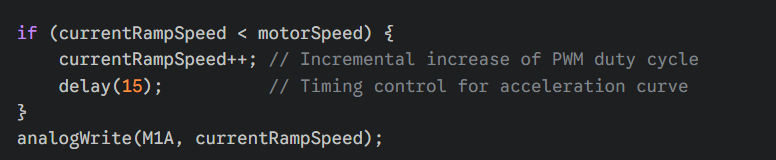 if (currentRampSpeed < motorSpeed) {
    currentRampSpeed++; // Incremental increase of PWM duty cycle
    delay(15);          // Timing control for acceleration curve
}
analogWrite(M1A, currentRampSpeed);